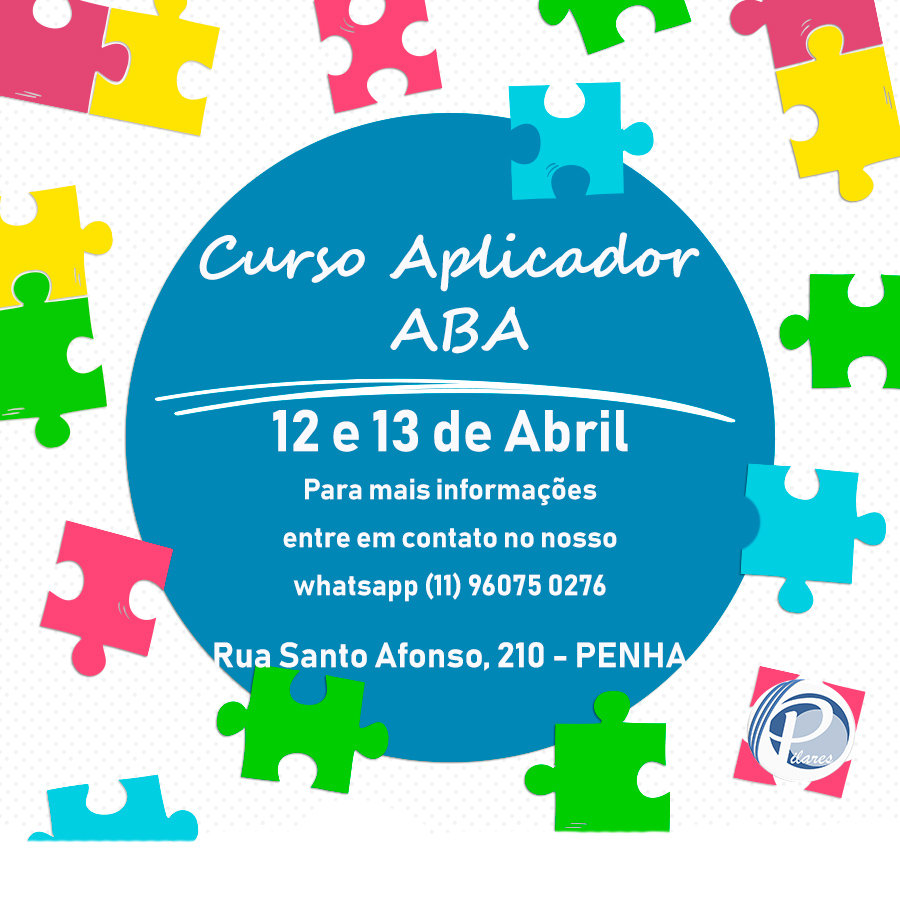 Curso Aplicador
ABA
12 e 13 de Abril
Para mais informações
entre em contato no nosso
whatsapp (11) 96075 0276
Rua Santo Afonso, 210 - PENHA
Pilares